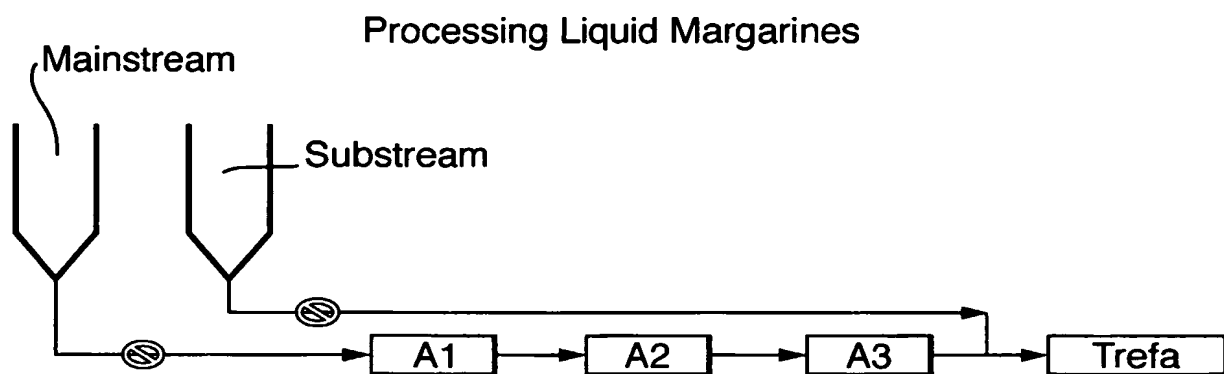 Processing Liquid Margarines
Mainstream
Substream
A1
A2
A3
Trefa